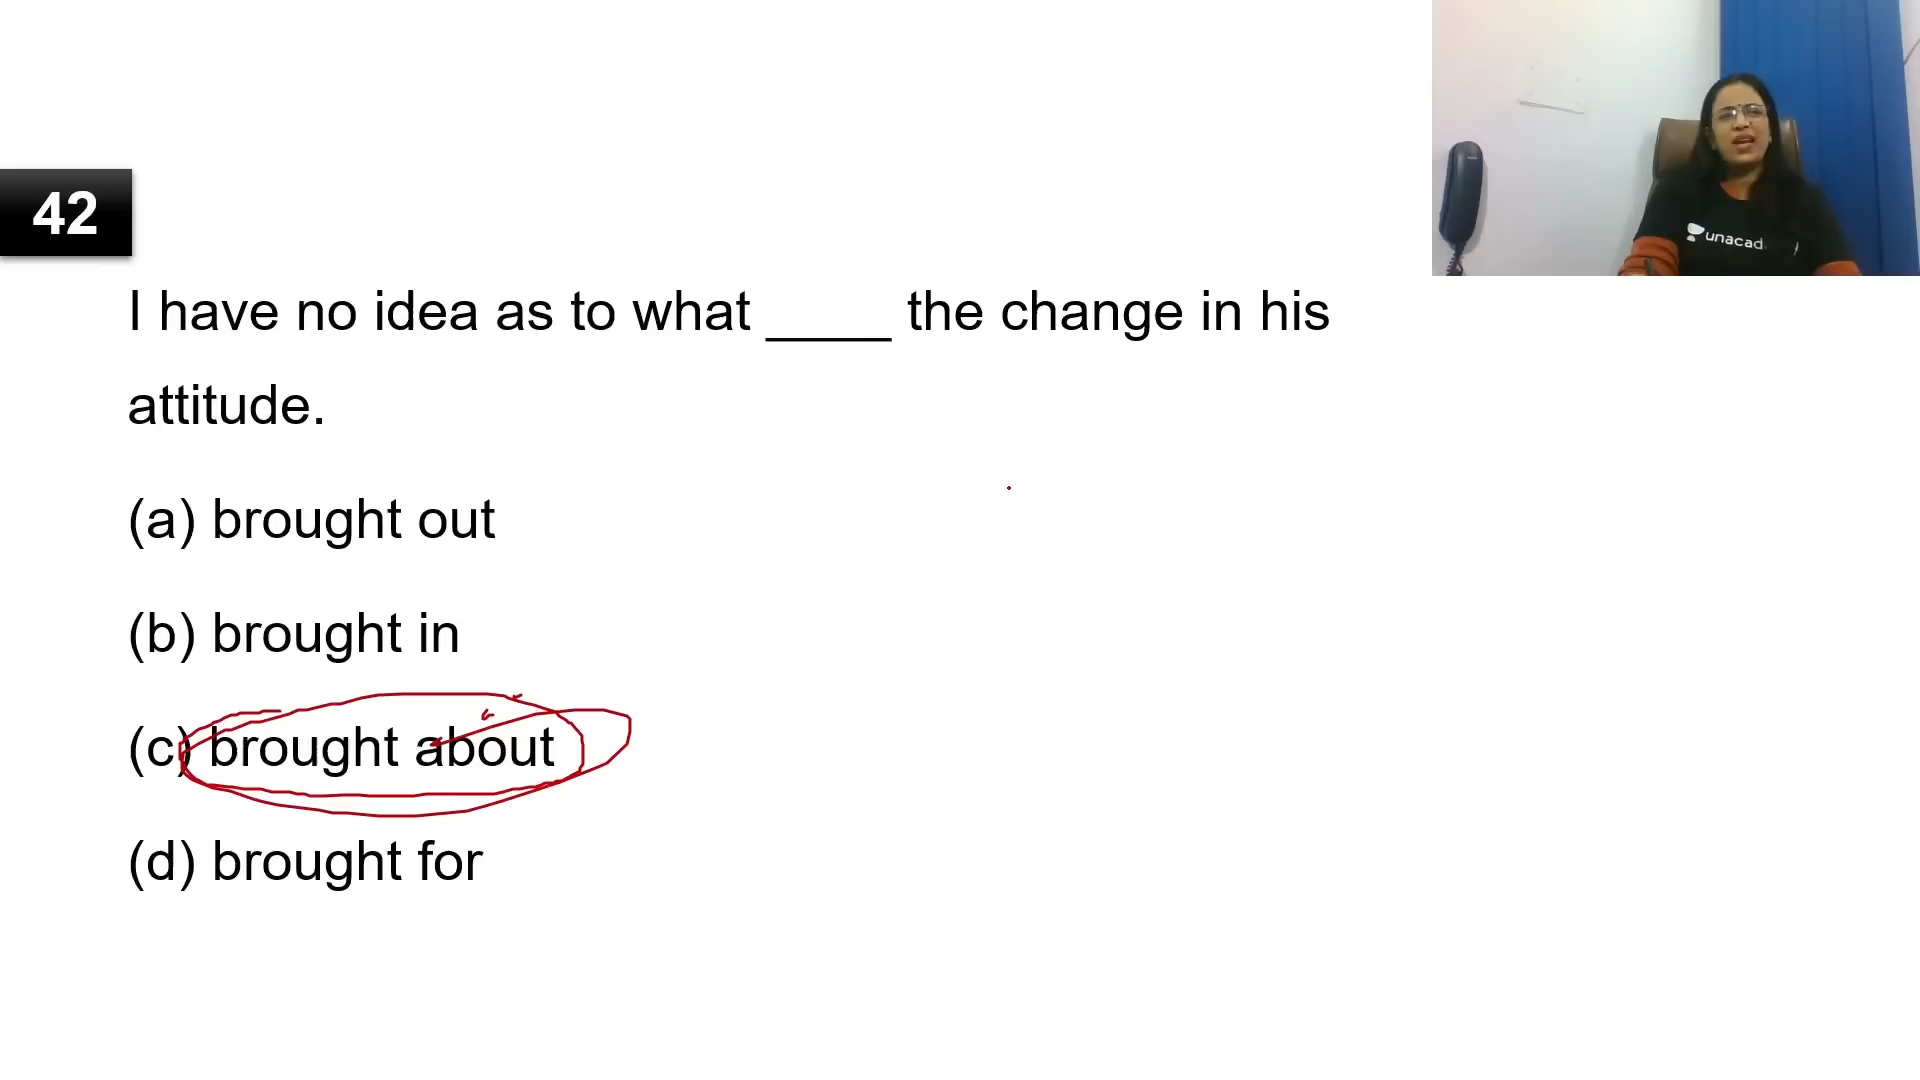 42
I have no idea as to what ____ the change in his
attitude.
(a) brought out
(b) brought in
(c) brought about
(d) brought for
unacad